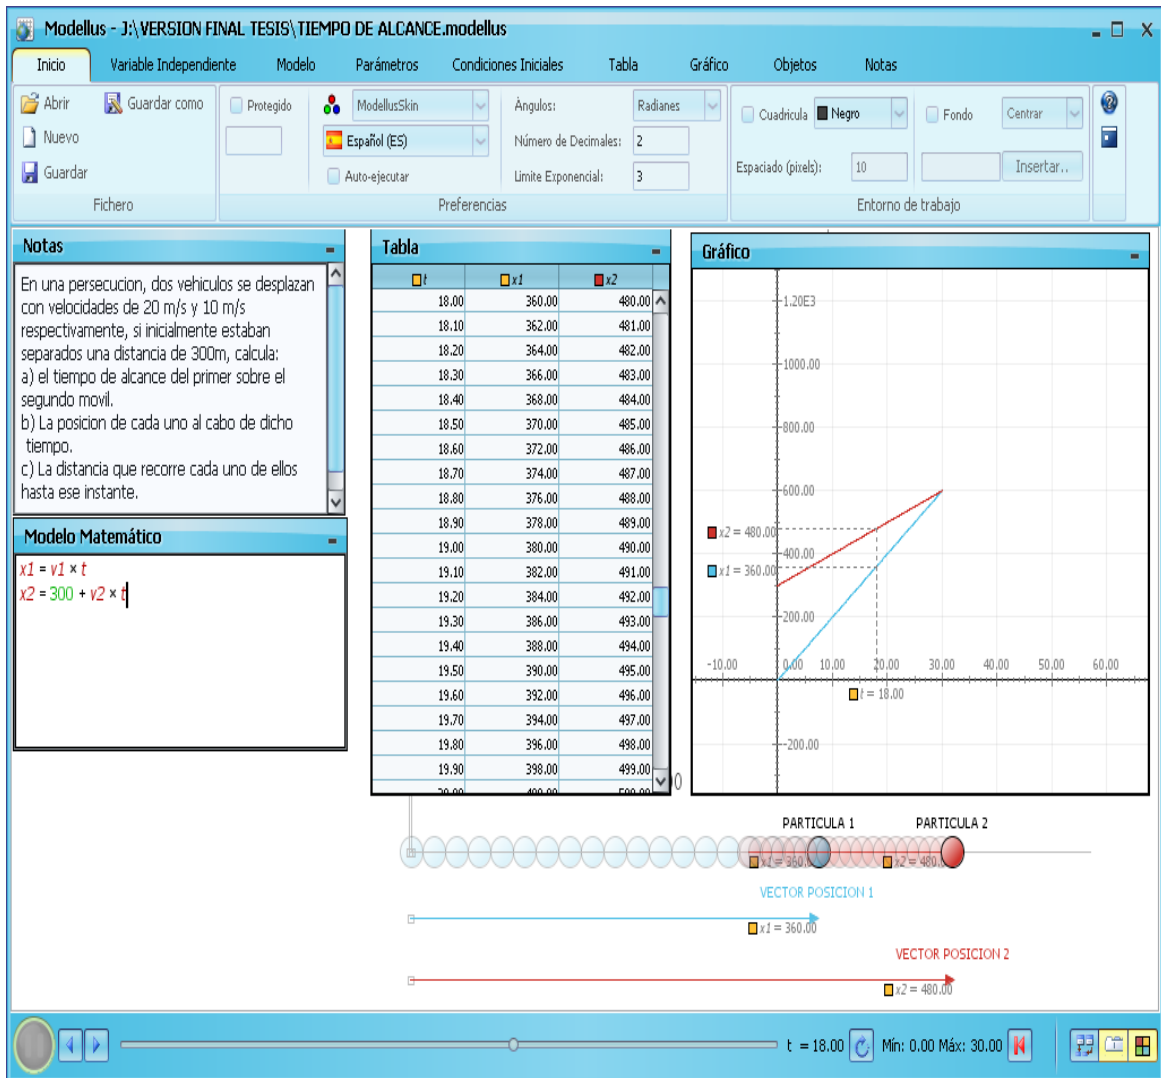 Modellus - J:\VERSION FINAL TESIS\TIEMPO DE ALCANCE.modellus
Inicio Variable Independiente Modelo Parámetros Condiciones Iniciales Tabla Gráfico Objetos Notas
Abrir Guardar como Protegido ModellusSkin Ángulos: Radianes Cuadricula Negro Fondo Centrar
Nuevo Español (ES) Número de Decimales: 2
Guardar Auto-ejecutar Limite Exponencial: 3 Espaciado (pixels): 10 Insertar..
Fichero Preferencias Entorno de trabajo
Notas
En una persecucion, dos vehiculos se desplazan
con velocidades de 20 m/s y 10 m/s
respectivamente, si inicialmente estaban
separados una distancia de 300m, calcula:
a) el tiempo de alcance del primer sobre el
segundo movil.
b) La posicion de cada uno al cabo de dicho
tiempo.
c) La distancia que recorre cada uno de ellos
hasta ese instante.
Modelo Matemático
x1 = v1 × t
x2 = 300 + v2 × t
Tabla
t x1 x2
18.00 360.00 480.00
18.10 362.00 481.00
18.20 364.00 482.00
18.30 366.00 483.00
18.40 368.00 484.00
18.50 370.00 485.00
18.60 372.00 486.00
18.70 374.00 487.00
18.80 376.00 488.00
18.90 378.00 489.00
19.00 380.00 490.00
19.10 382.00 491.00
19.20 384.00 492.00
19.30 386.00 493.00
19.40 388.00 494.00
19.50 390.00 495.00
19.60 392.00 496.00
19.70 394.00 497.00
19.80 396.00 498.00
19.90 398.00 499.00
Gráfico
1.20E3
1000.00
800.00
600.00
x2 = 480.00
400.00
x1 = 360.00
200.00
-10.00 0.00 10.00 20.00 30.00 40.00 50.00 60.00
t = 18.00
-200.00
PARTICULA 1 PARTICULA 2
x1 = 360.0 x2 = 480.0
VECTOR POSICION 1
x1 = 360.00
VECTOR POSICION 2
x2 = 480.00
t = 18.00 Mín: 0.00 Máx: 30.00